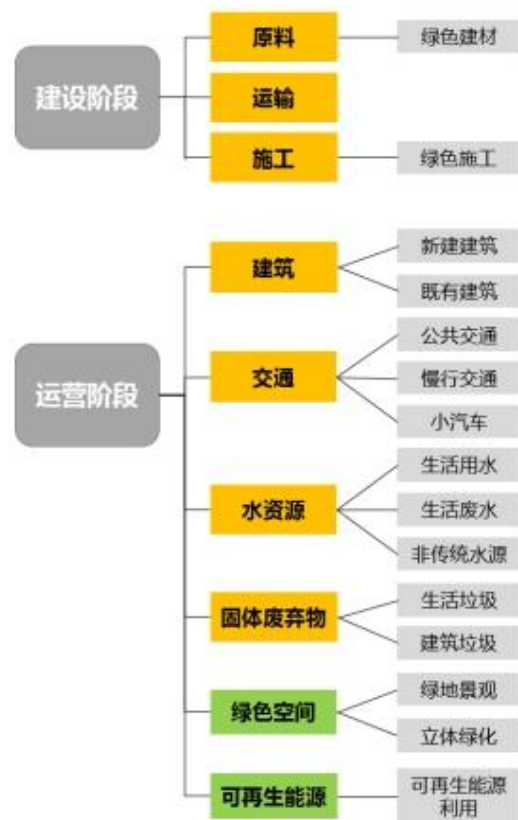 建设阶段
原料
绿色建材
运输
施工
绿色施工
运营阶段
建筑
新建建筑
既有建筑
交通
公共交通
慢行交通
小汽车
水资源
生活用水
生活废水
非传统水源
固体废弃物
生活垃圾
建筑垃圾
绿色空间
绿地景观
立体绿化
可再生能源
可再生能源
利用